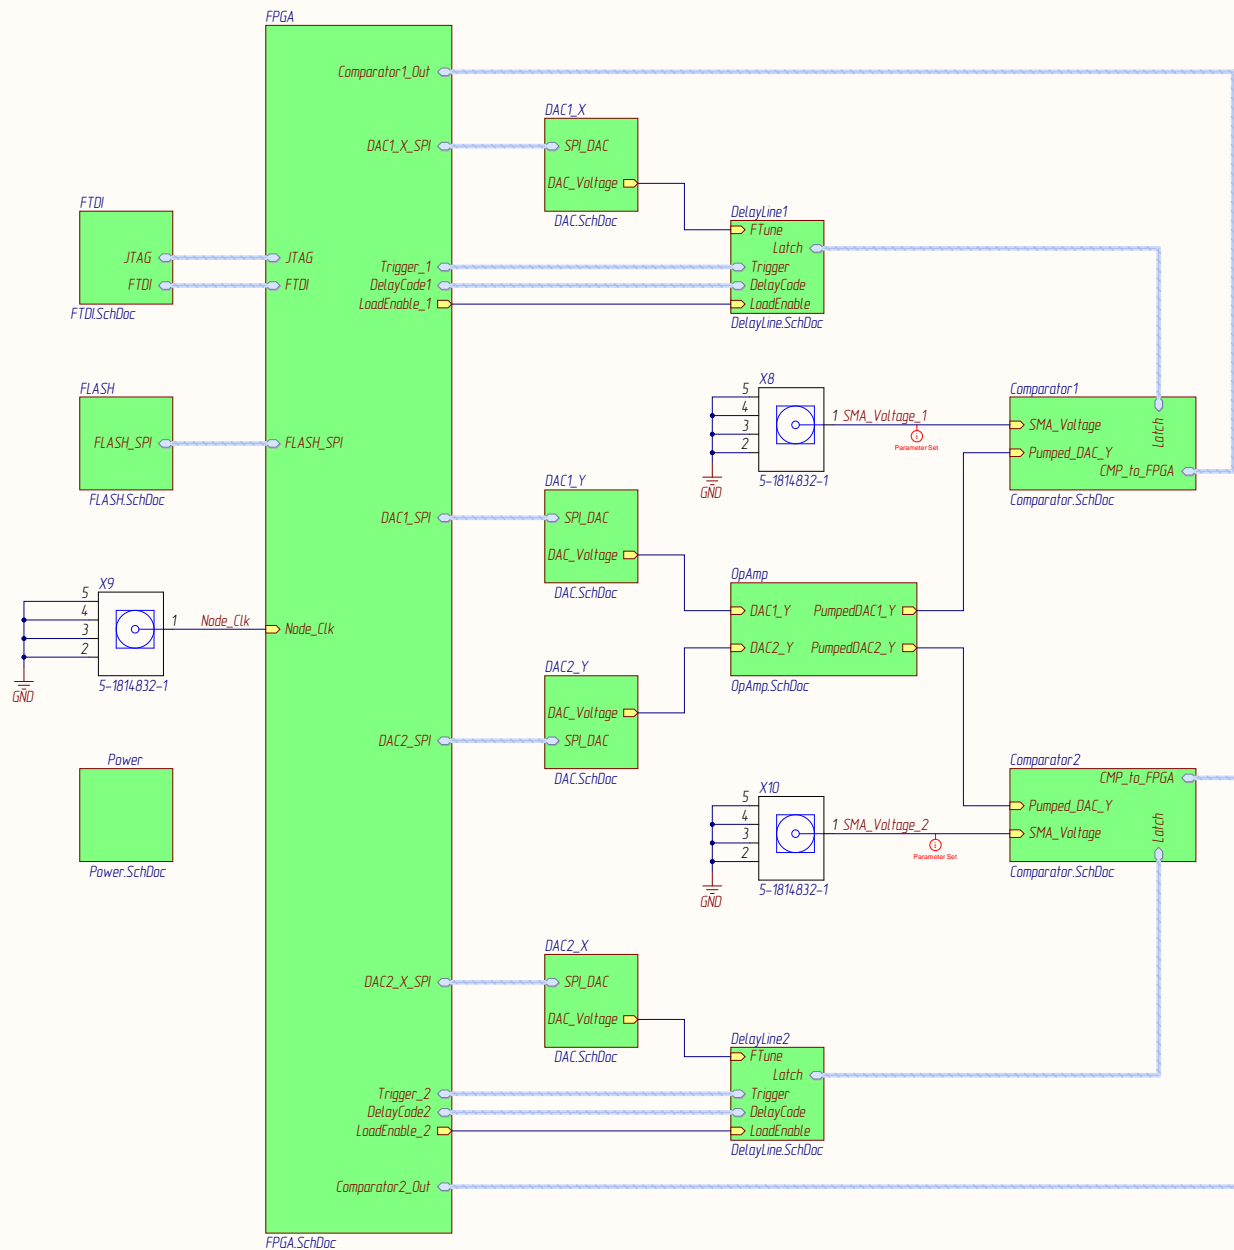 FPGA
Comparator1_Out
DAC1_X_SPI
JTAG
FTDI
Trigger_1
DelayCode1
LoadEnable_1
FLASH_SPI
DAC1_SPI
Node_Clk
DAC2_SPI
DAC2_X_SPI
Trigger_2
DelayCode2
LoadEnable_2
Comparator2_Out
FPGA.SchDoc
FTDI
JTAG
FTDI
FTDI.SchDoc
FLASH
FLASH_SPI
FLASH.SchDoc
X9
5
4
3
2
1
Node_Clk
GND
5-1814832-1
Power
Power.SchDoc
DAC1_X
SPI_DAC
DAC_Voltage
DAC.SchDoc
DelayLine1
FTune
Latch
Trigger
DelayCode
LoadEnable
DelayLine.SchDoc
X8
5
4
3
2
1
SMA_Voltage_1
Parameter Set
GND
5-1814832-1
Comparator1
SMA_Voltage
Pumped_DAC_Y
Latch
CMP_to_FPGA
Comparator.SchDoc
DAC1_Y
SPI_DAC
DAC_Voltage
DAC.SchDoc
OpAmp
DAC1_Y
PumpedDAC1_Y
DAC2_Y
PumpedDAC2_Y
OpAmp.SchDoc
DAC2_Y
DAC_Voltage
SPI_DAC
DAC.SchDoc
X10
5
4
3
2
1
SMA_Voltage_2
Parameter Set
GND
5-1814832-1
Comparator2
CMP_to_FPGA
Pumped_DAC_Y
SMA_Voltage
Latch
Comparator.SchDoc
DAC2_X
SPI_DAC
DAC_Voltage
DAC.SchDoc
DelayLine2
FTune
Latch
Trigger
DelayCode
LoadEnable
DelayLine.SchDoc